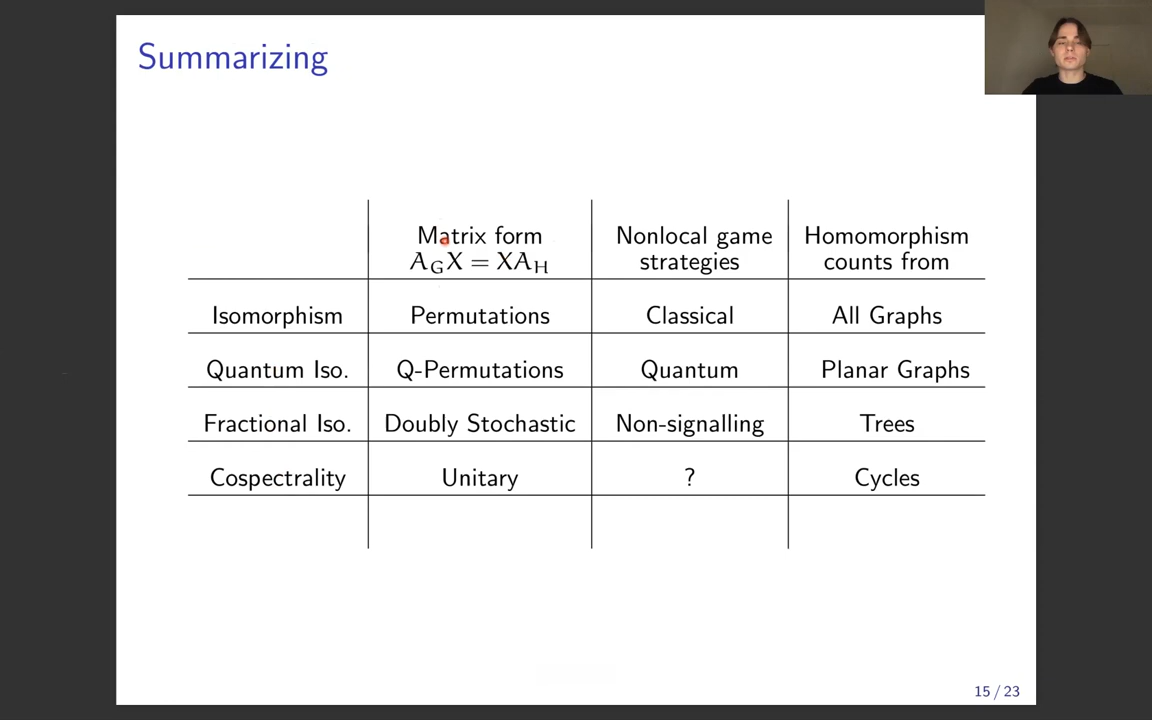 Summarizing
Matrix form Nonlocal game Homomorphism
A_G X = X A_H strategies counts from
Isomorphism Permutations Classical All Graphs
Quantum Iso. Q-Permutations Quantum Planar Graphs
Fractional Iso. Doubly Stochastic Non-signalling Trees
Cospectrality Unitary ? Cycles
15 / 23